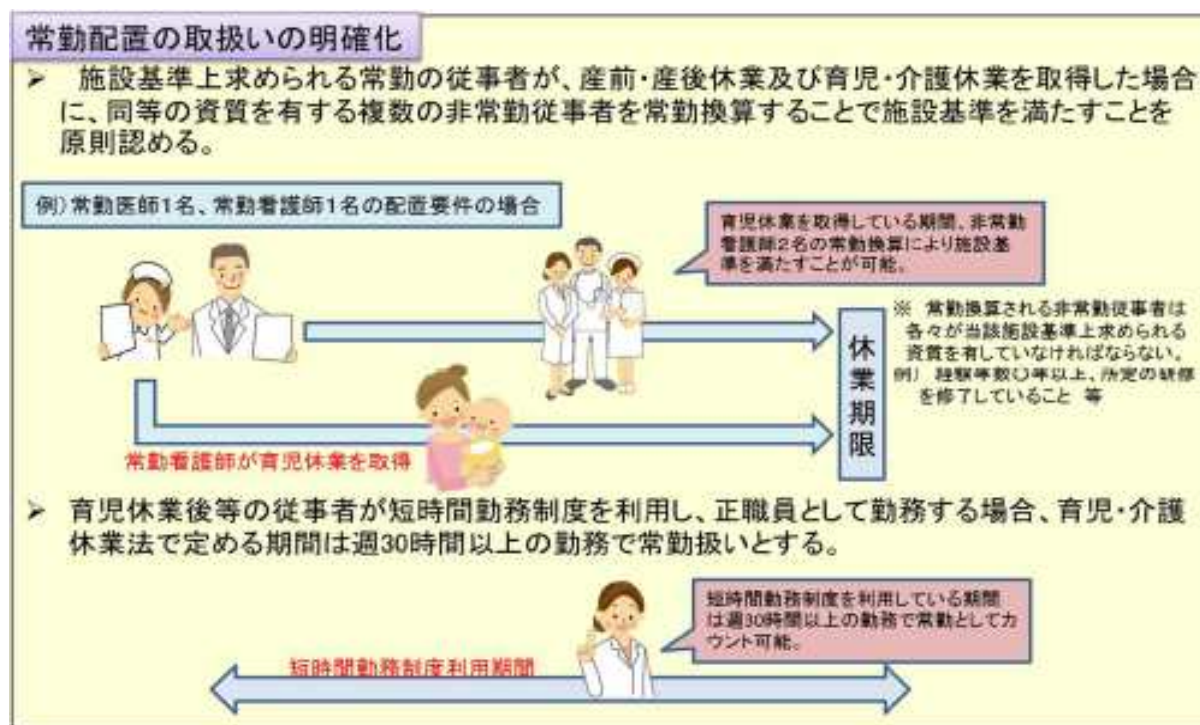 常勤配置の取扱いの明確化
➢ 施設基準上求められる常勤の従事者が、産前・産後休業及び育児・介護休業を取得した場合
に、同等の資質を有する複数の非常勤従事者を常勤換算することで施設基準を満たすことを
原則認める。
例)常勤医師1名、常勤看護師1名の配置要件の場合
育児休業を取得している期間、非常勤
看護師2名の常勤換算により施設基
準を満たすことが可能。
※ 常勤換算される非常勤従事者は
各々が当該施設基準上求められる
資質を有していなければならない。
例) 経験年数〇年以上、所定の研修
を修了していること 等
休業期限
常勤看護師が育児休業を取得
➢ 育児休業後等の従事者が短時間勤務制度を利用し、正職員として勤務する場合、育児・介護
休業法で定める期間は週30時間以上の勤務で常勤扱いとする。
短時間勤務制度を利用している期間
は週30時間以上の勤務で常勤としてカ
ウント可能。
短時間勤務制度利用期間